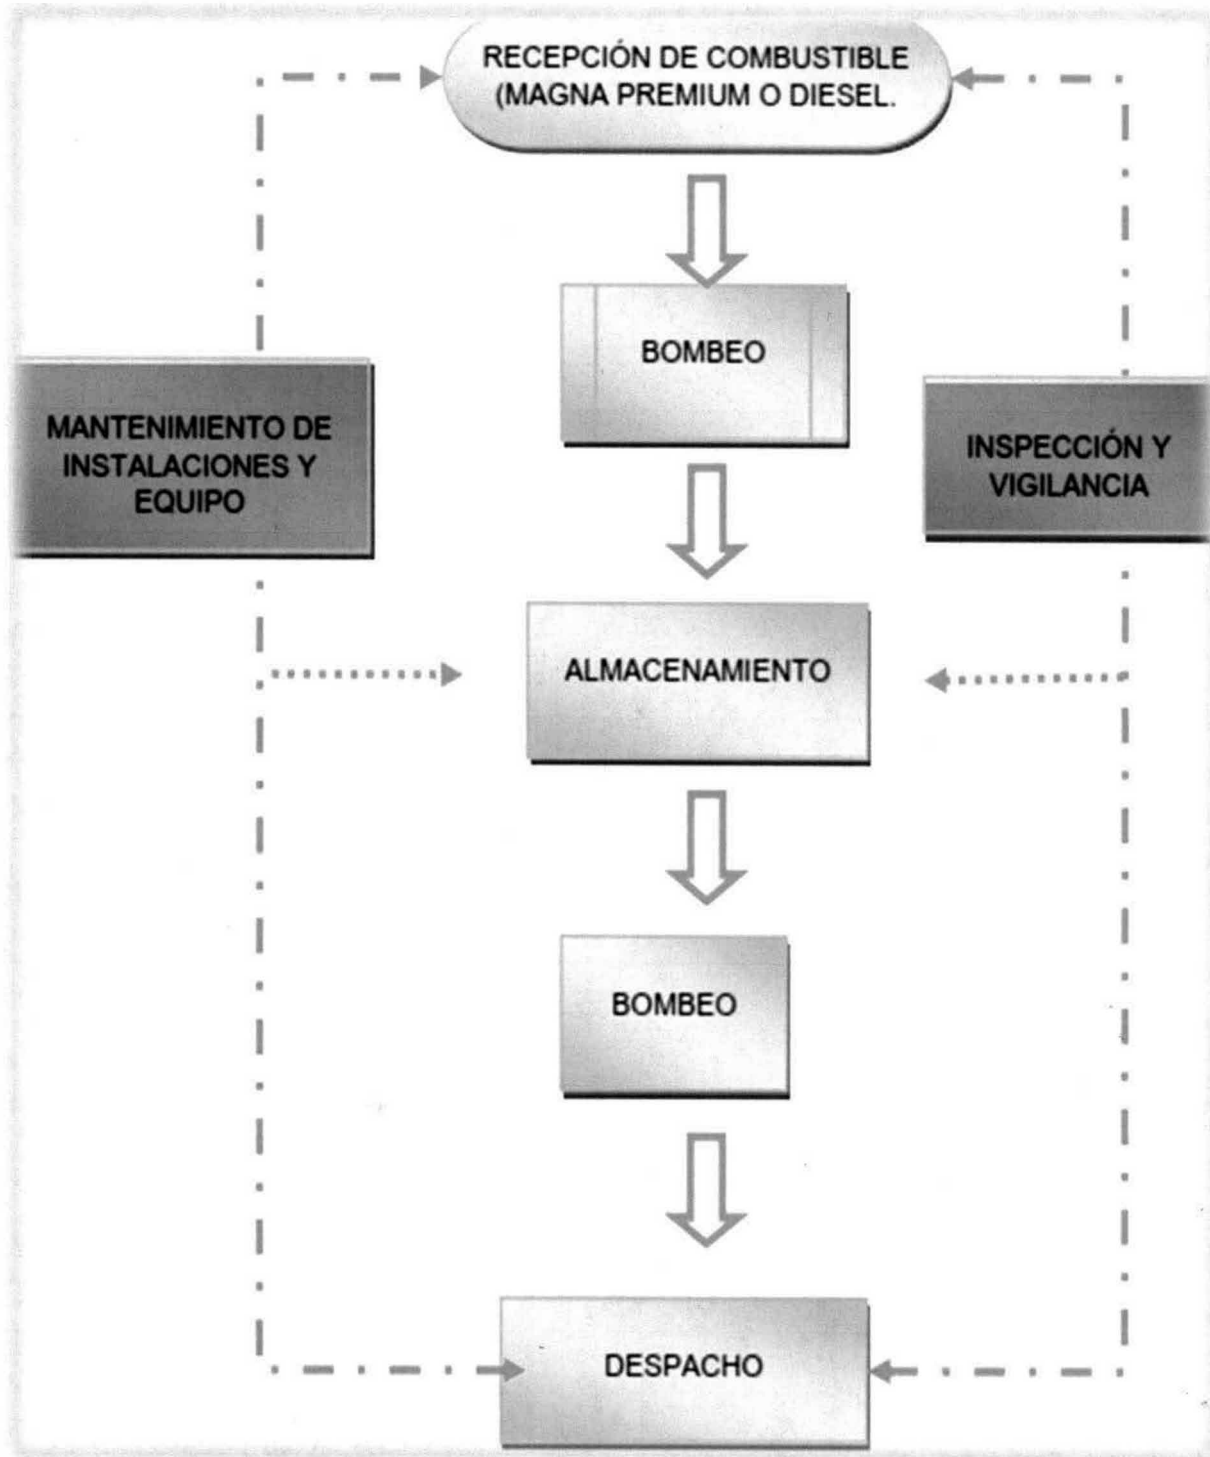 RECEPCIÓN DE COMBUSTIBLE
(MAGNA PREMIUM O DIESEL.
BOMBEO
MANTENIMIENTO DE
INSTALACIONES Y
EQUIPO
INSPECCIÓN Y
VIGILANCIA
ALMACENAMIENTO
BOMBEO
DESPACHO